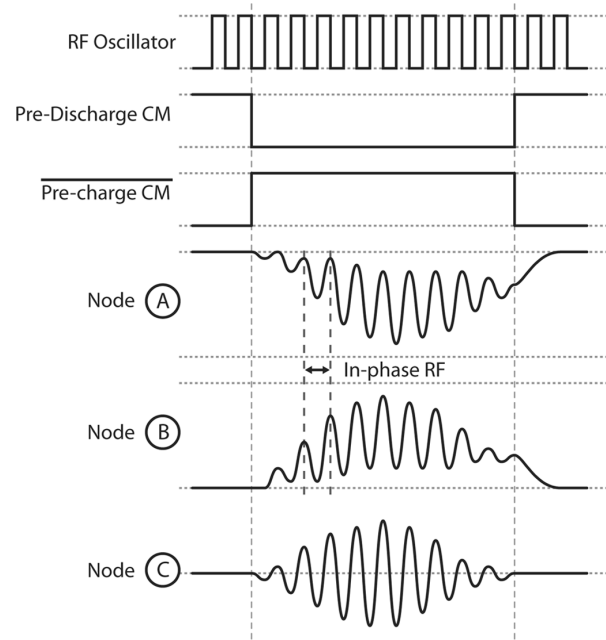 RF Oscillator
Pre-Discharge CM
Pre-charge CM
Node A
In-phase RF
Node B
Node C